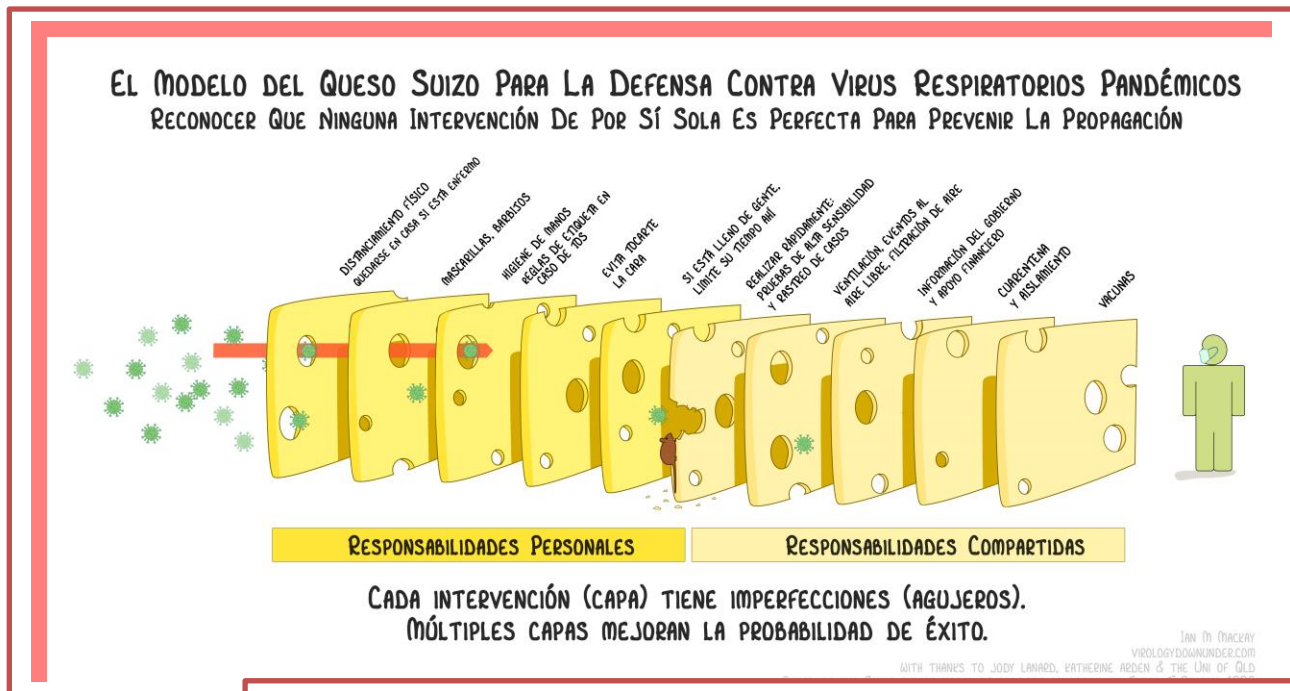 EL MODELO DEL QUESO SUIZO PARA LA DEFENSA CONTRA VIRUS RESPIRATORIOS PANDÉMICOS
RECONOCER QUE NINGUNA INTERVENCIÓN DE POR SÍ SOLA ES PERFECTA PARA PREVENIR LA PROPAGACIÓN
DISTANCIAMIENTO FÍSICO
QUEDARSE EN CASA SI ESTÁ ENFERMO
MASCARILLAS, BARBIJOS
HIGIENE DE MANOS
REGLAS DE ETIQUETA EN
CASO DE TOS
EVITA TOCARTE
LA CARA
SI ESTÁ LLENO DE GENTE,
LIMITE SU TIEMPO AHÍ
REALIZAR RÁPIDAMENTE:
PRUEBAS DE ALTA SENSIBILIDAD
Y RASTREO DE CASOS
VENTILACIÓN, EVENTOS AL
AIRE LIBRE, FILTRACIÓN DE AIRE
INFORMACIÓN DEL GOBIERNO
Y APOYO FINANCIERO
CUARENTENA
Y AISLAMIENTO
VACUNAS
RESPONSABILIDADES PERSONALES
RESPONSABILIDADES COMPARTIDAS
CADA INTERVENCIÓN (CAPA) TIENE IMPERFECCIONES (AGUJEROS).
MÚLTIPLES CAPAS MEJORAN LA PROBABILIDAD DE ÉXITO.
IAN M MACKAY
VIROLOGYDOWNUNDER.COM
WITH THANKS TO JODY LANARD, KATHERINE ARDEN & THE UNI OF QLD